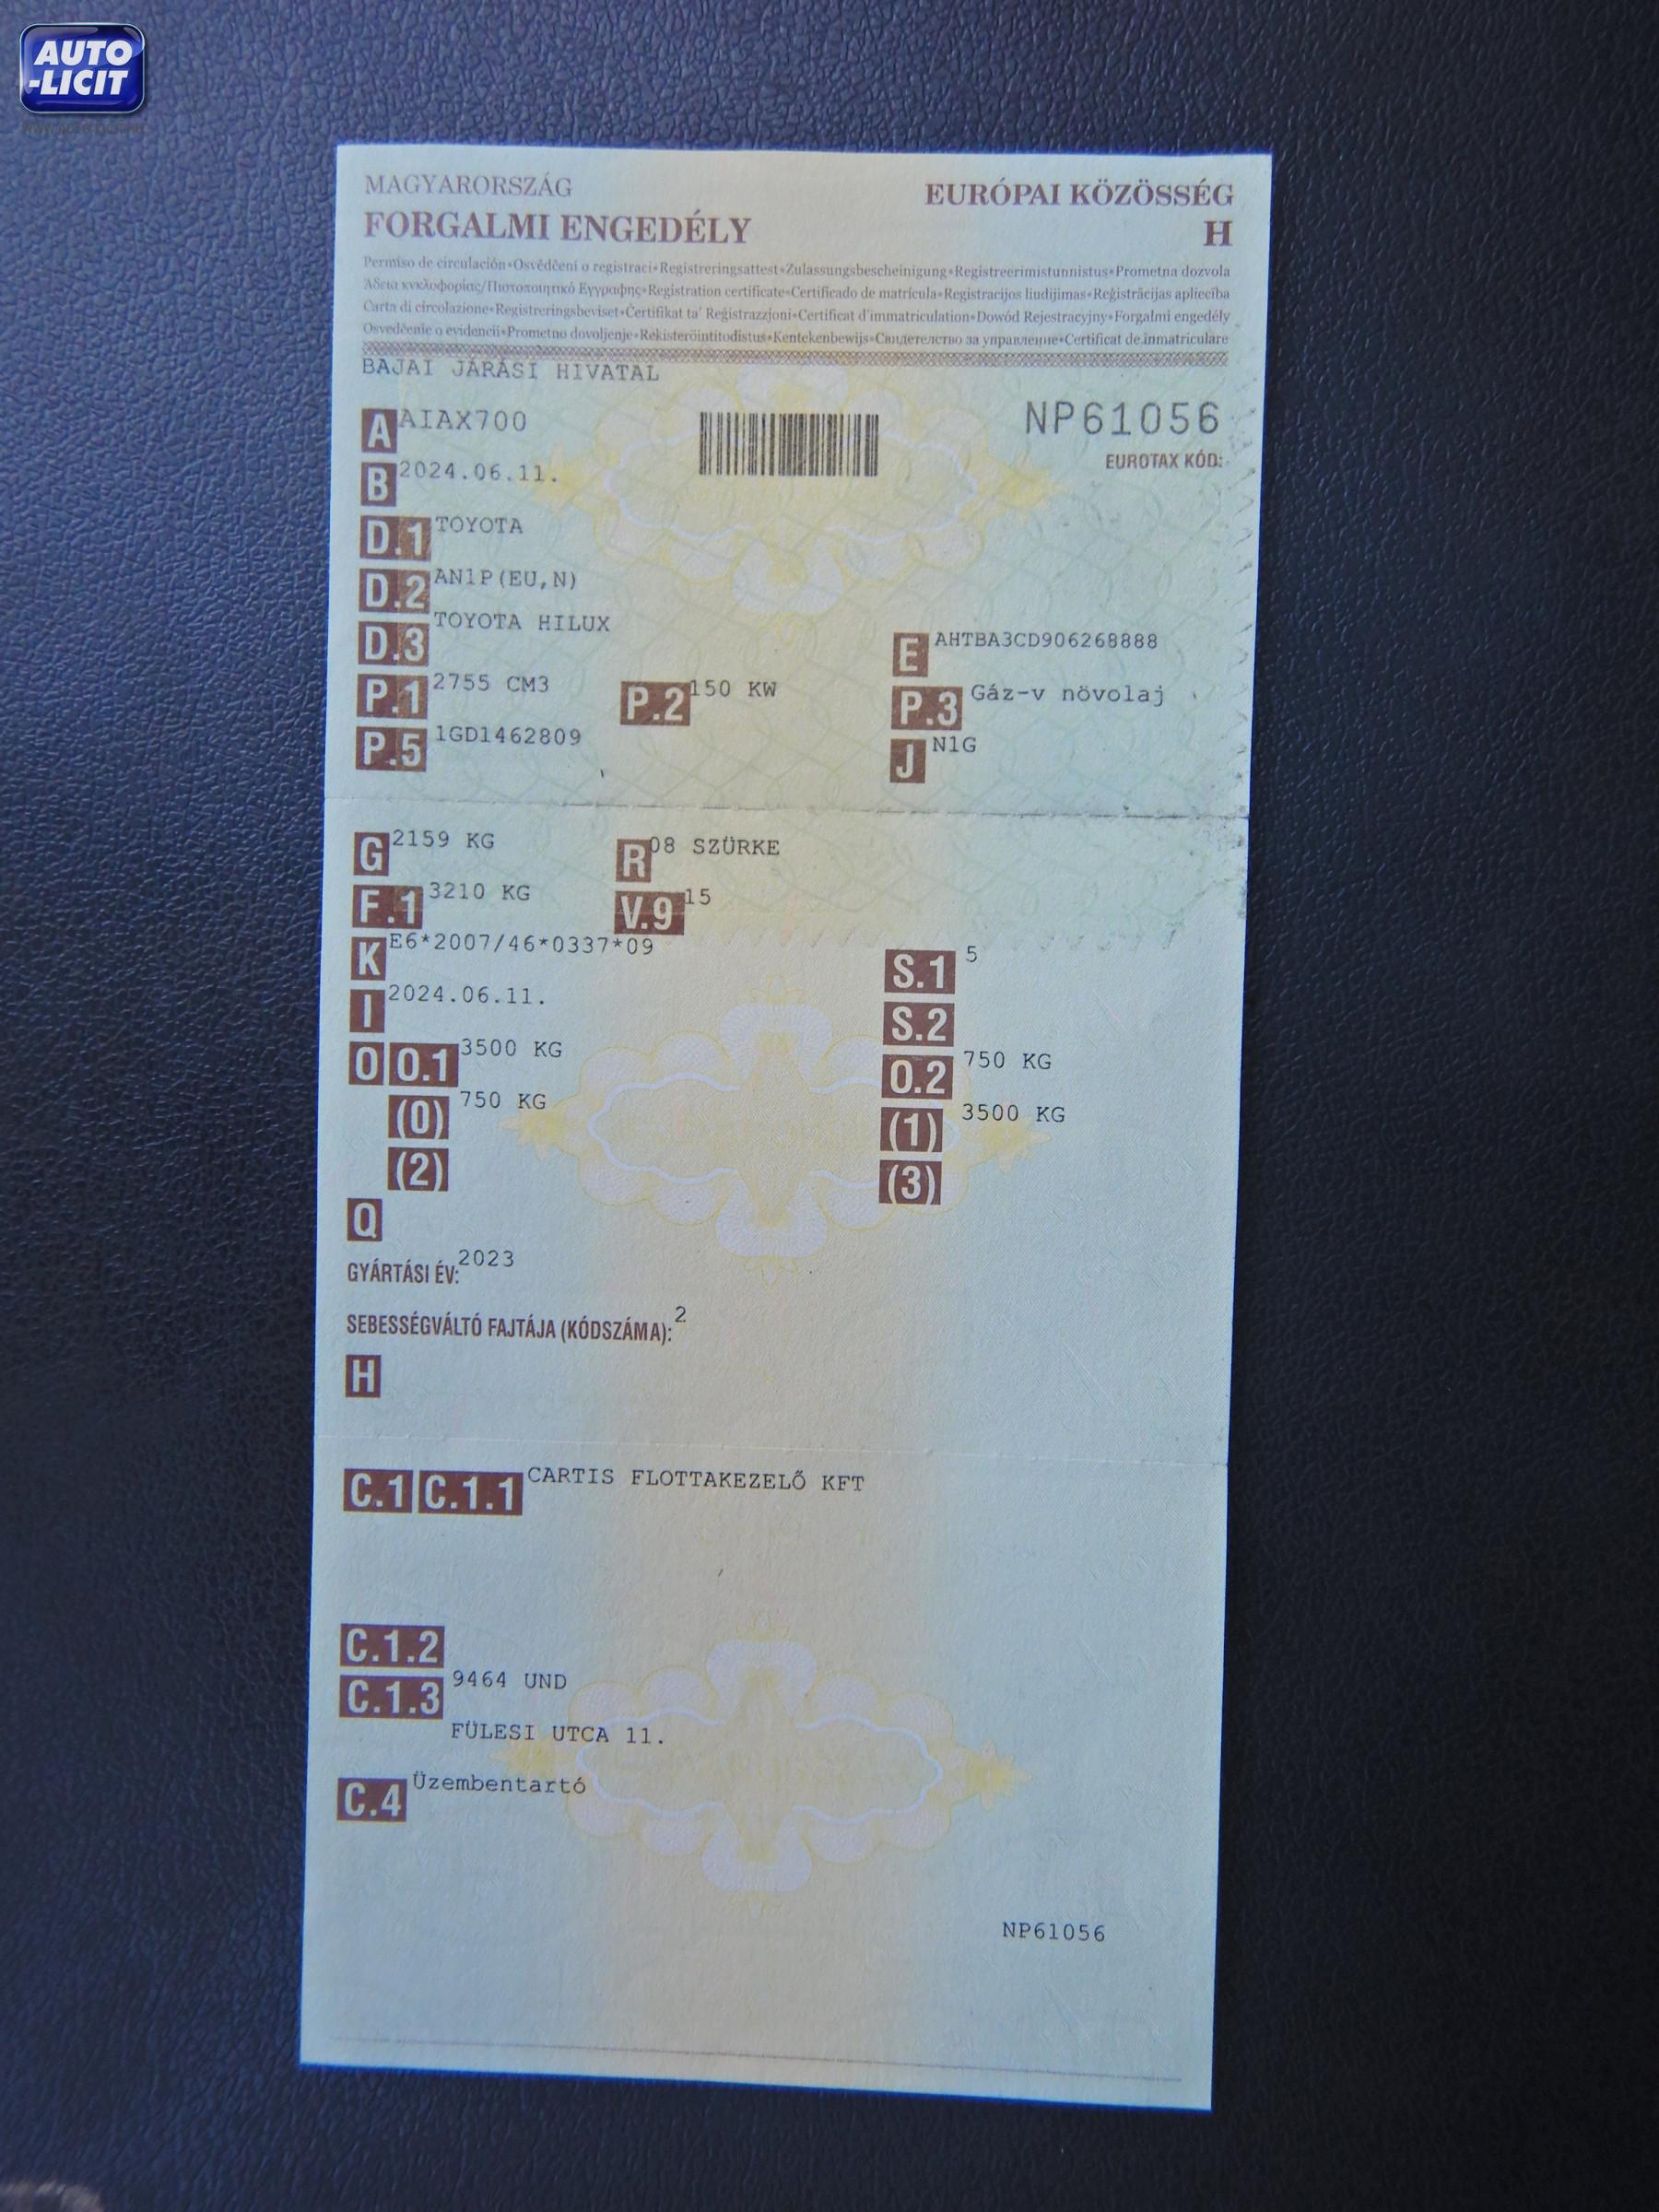 AUTO
-LICIT
MAGYARORSZÁG
EURÓPAI KÖZÖSSÉG
FORGALMI ENGEDÉLY
H
Permiso de circulación•Osvědčení o registraci•Registreringsattest•Zulassungsbescheinigung•Registreerimistunnistus•Prometna dozvola
Άδεια κυκλοφορίας/Πιστοποιητικό Εγγραφής•Registration certificate•Certificado de matrícula•Registracijos liudijimas•Reģistrācijas apliecība
Carta di circolazione•Registreringsbeviset•Ċertifikat ta' Reġistrazzjoni•Certificat d'immatriculation•Dowód Rejestracyjny•Forgalmi engedély
Osvedčenie o evidencii•Prometno dovoljenje•Rekisteröintitodistus•Kentekenbewijs•Свидетелство за управление•Certificat de inmatriculare
BAJAI JÁRÁSI HIVATAL
A AIAX700
NP61056
EUROTAX KÓD:
B 2024.06.11.
D.1 TOYOTA
D.2 AN1P(EU,N)
D.3 TOYOTA HILUX
E AHTBA3CD906268888
P.1 2755 CM3 P.2 150 KW P.3 Gáz-v növolaj
P.5 1GD1462809 J N1G
G 2159 KG R 08 SZÜRKE
F.1 3210 KG V.9 15
K E6*2007/46*0337*09 S.1 5
I 2024.06.11. S.2
O O.1 3500 KG O.2 750 KG
(0) 750 KG (1) 3500 KG
(2) (3)
Q
GYÁRTÁSI ÉV: 2023
SEBESSÉGVÁLTÓ FAJTÁJA (KÓDSZÁMA): 2
H
C.1 C.1.1 CARTIS FLOTTAKEZELŐ KFT
C.1.2
C.1.3 9464 UND
FÜLESI UTCA 11.
C.4 Üzembentartó
NP61056